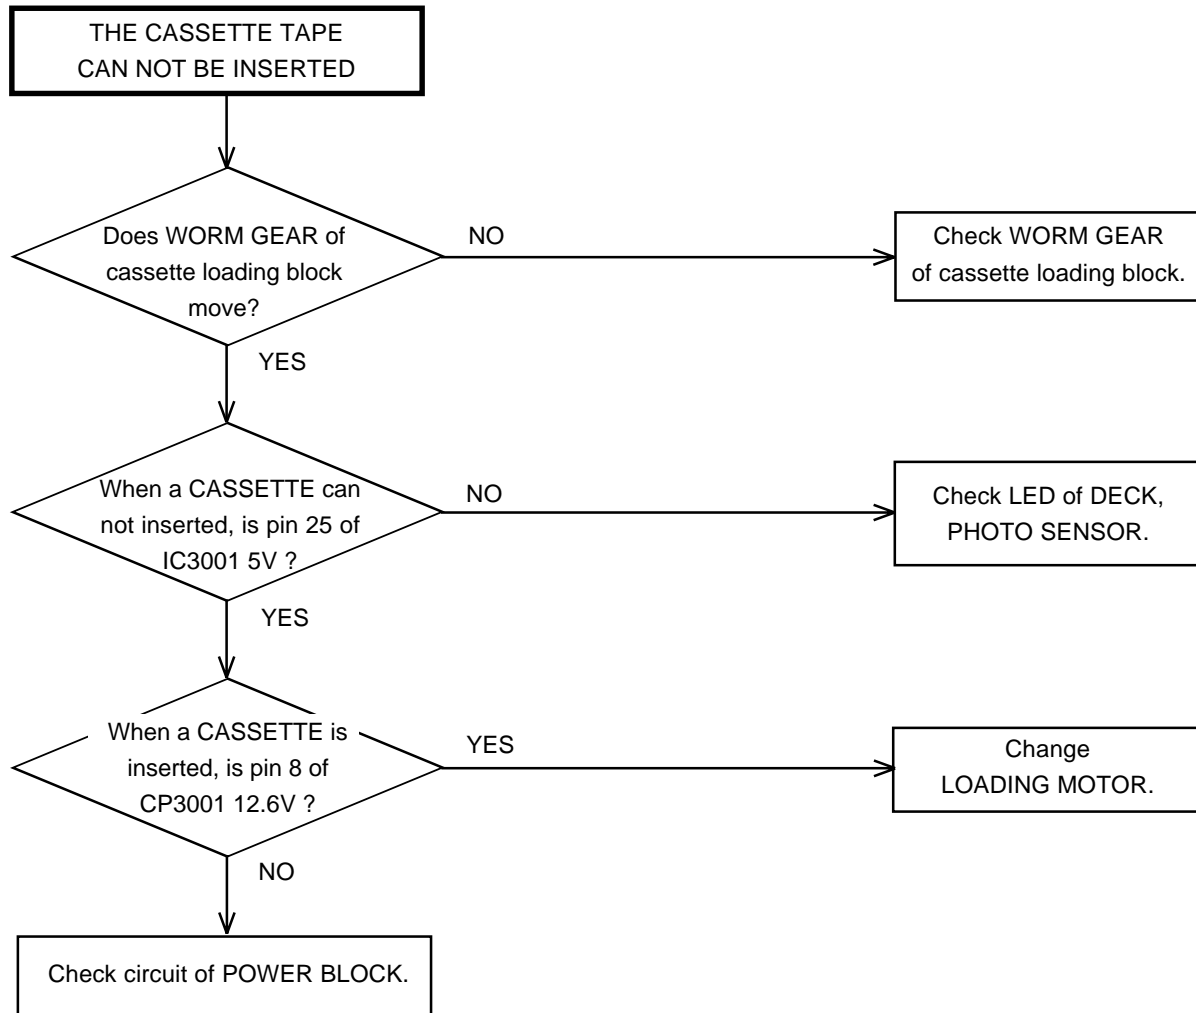 THE CASSETTE TAPE
CAN NOT BE INSERTED
Does WORM GEAR of
cassette loading block
move?
NO
Check WORM GEAR
of cassette loading block.
YES
When a CASSETTE can
not inserted, is pin 25 of
IC3001 5V ?
NO
Check LED of DECK,
PHOTO SENSOR.
YES
When a CASSETTE is
inserted, is pin 8 of
CP3001 12.6V ?
YES
Change
LOADING MOTOR.
NO
Check circuit of POWER BLOCK.